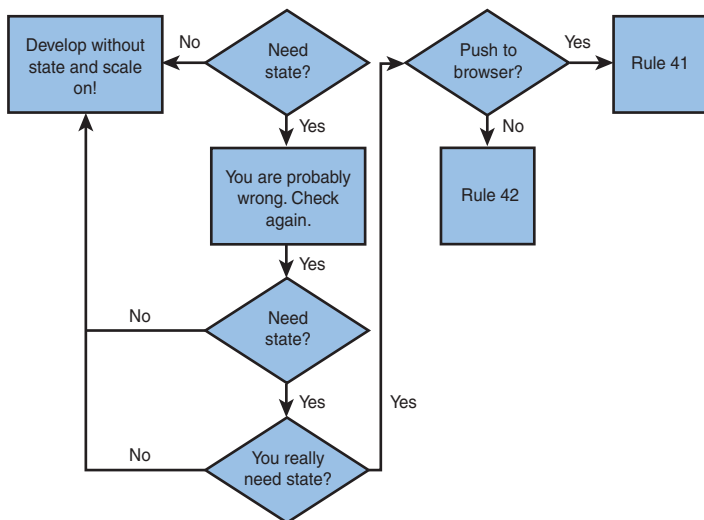 Develop without
state and scale
on!
No
Need
state?
Push to
browser?
Yes
Rule 41
Yes
No
You are probably
wrong. Check
again.
Rule 42
Yes
No
Need
state?
Yes
Yes
No
You really
need state?